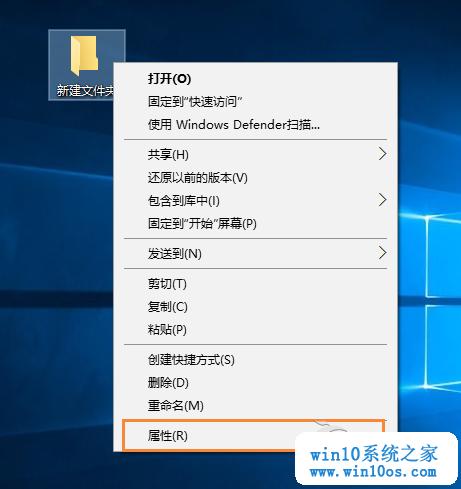 新建文件夹
打开(O)
固定到"快速访问"
使用 Windows Defender扫描...
共享(H)
还原以前的版本(V)
包含到库中(I)
固定到"开始"屏幕(P)
发送到(N)
剪切(T)
复制(C)
粘贴(P)
创建快捷方式(S)
删除(D)
重命名(M)
属性(R)
win10系统之家
www.win10os.com